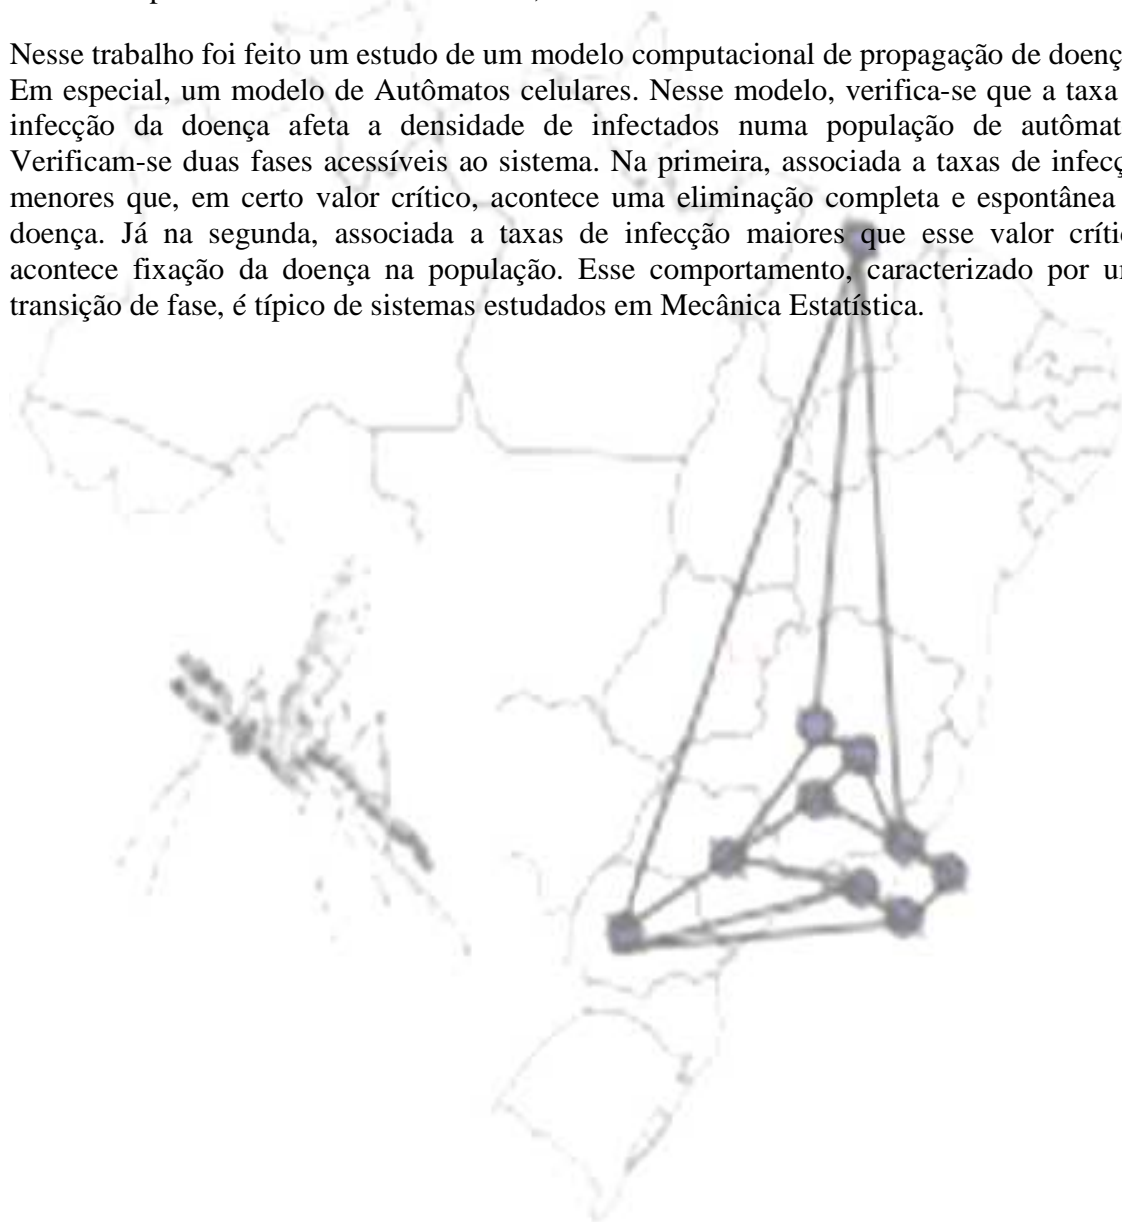 Nesse trabalho foi feito um estudo de um modelo computacional de propagação de doenç
Em especial, um modelo de Autômatos celulares. Nesse modelo, verifica-se que a taxa
infecção da doença afeta a densidade de infectados numa população de autômat
Verificam-se duas fases acessíveis ao sistema. Na primeira, associada a taxas de infecç
menores que, em certo valor crítico, acontece uma eliminação completa e espontânea
doença. Já na segunda, associada a taxas de infecção maiores que esse valor críti
acontece fixação da doença na população. Esse comportamento, caracterizado por u
transição de fase, é típico de sistemas estudados em Mecânica Estatística.